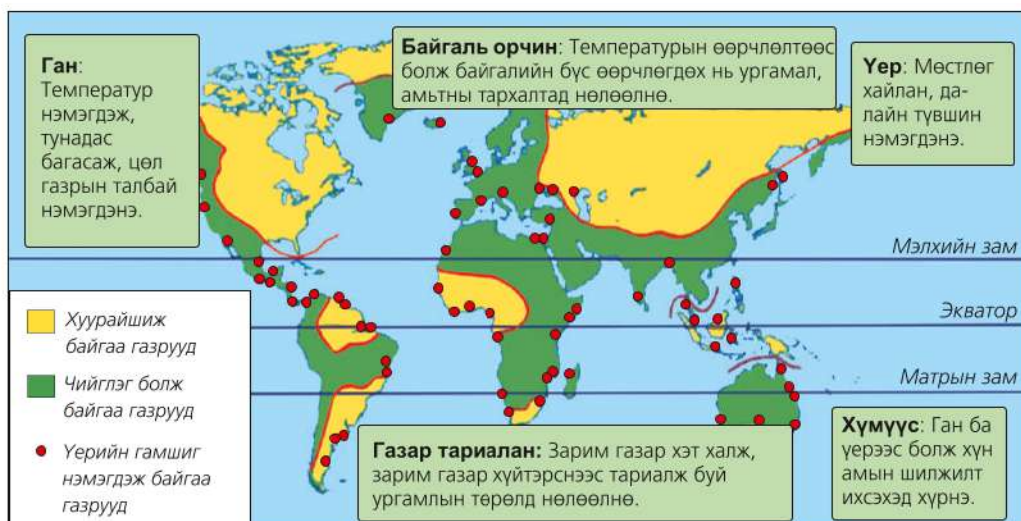 Ган:
Температур
нэмэгдэж,
тунадас
багасаж, цөл
газрын талбай
нэмэгдэнэ.
Байгаль орчин: Температурын өөрчлөлтөөс
болж байгалийн бүс өөрчлөгдөх нь ургамал,
амьтны тархалтад нөлөөлнө.
Үер: Мөстлөг
хайлан, да-
лайн түвшин
нэмэгдэнэ.
Мэлхийн зам
Экватор
Матрын зам
Хуурайшиж
байгаа газрууд
Чийглэг болж
байгаа газрууд
Үерийн гамшиг
нэмэгдэж байгаа
газрууд
Газар тариалан: Зарим газар хэт халж,
зарим газар хүйтэрснээс тариалж буй
ургамлын төрөлд нөлөөлнө.
Хүмүүс: Ган ба
үерээс болж хүн
амын шилжилт
ихсэхэд хүрнэ.